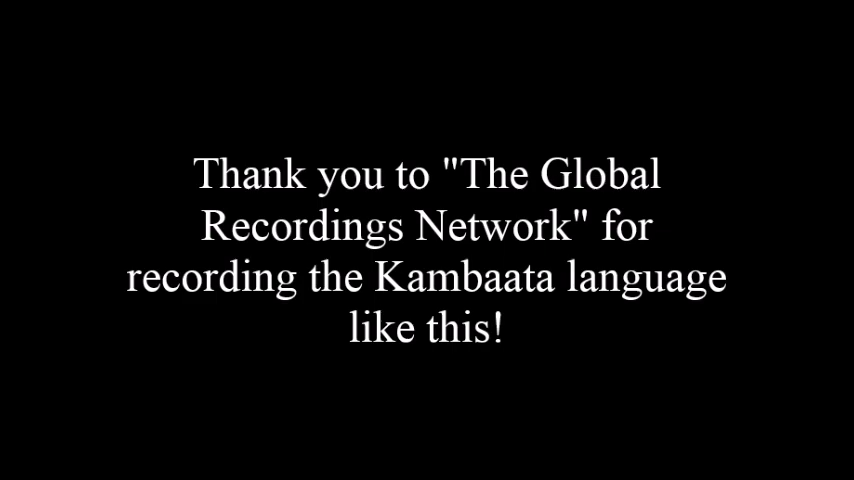 Thank you to "The Global
Recordings Network" for
recording the Kambaata language
like this!